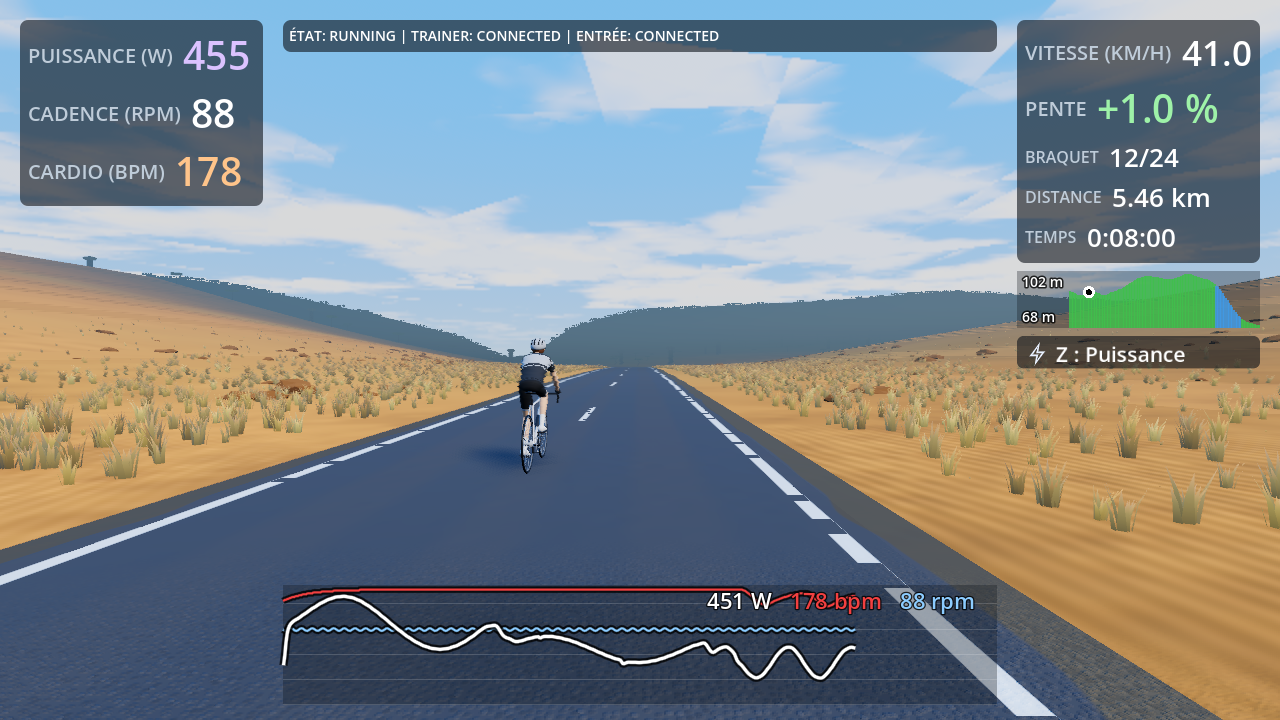 PUISSANCE (W) 455
CADENCE (RPM) 88
CARDIO (BPM) 178
ÉTAT: RUNNING | TRAINER: CONNECTED | ENTRÉE: CONNECTED
VITESSE (KM/H) 41.0
PENTE +1.0 %
BRAQUET 12/24
DISTANCE 5.46 km
TEMPS 0:08:00
102 m
68 m
Z : Puissance
451 W 178 bpm 88 rpm